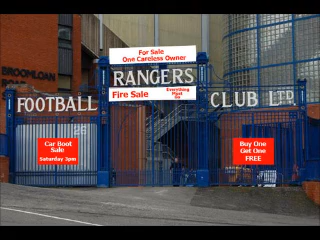 For Sale
One Careless Owner
BROOMLOAN
RANGERS
Fire Sale
Everything
Must
Go
FOOTBALL
CLUB LTD
Car Boot
Sale
Saturday 3pm
Buy One
Get One
FREE